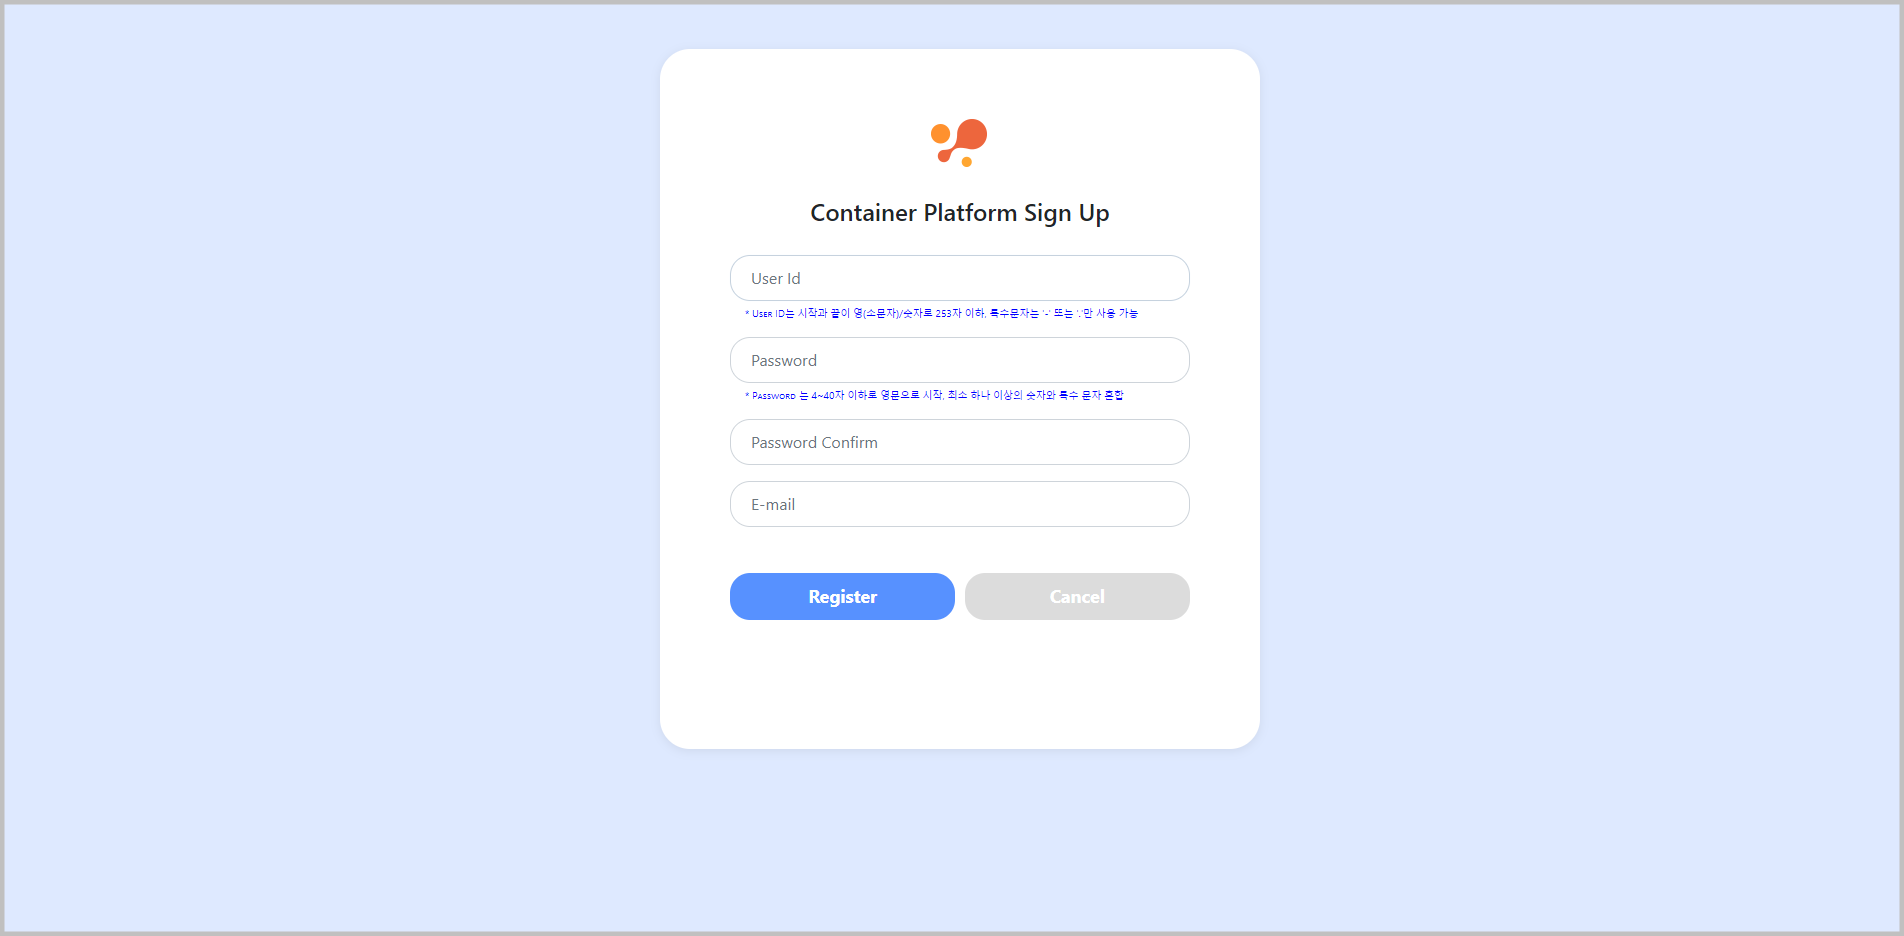 Container Platform Sign Up
User Id
* User ID는 시작과 끝이 영(소문자)/숫자로 253자 이하, 특수문자는 '-' 또는 '.'만 사용 가능
Password
* Password 는 4~40자 이하로 영문으로 시작, 최소 하나 이상의 숫자와 특수 문자 혼합
Password Confirm
E-mail
Register
Cancel